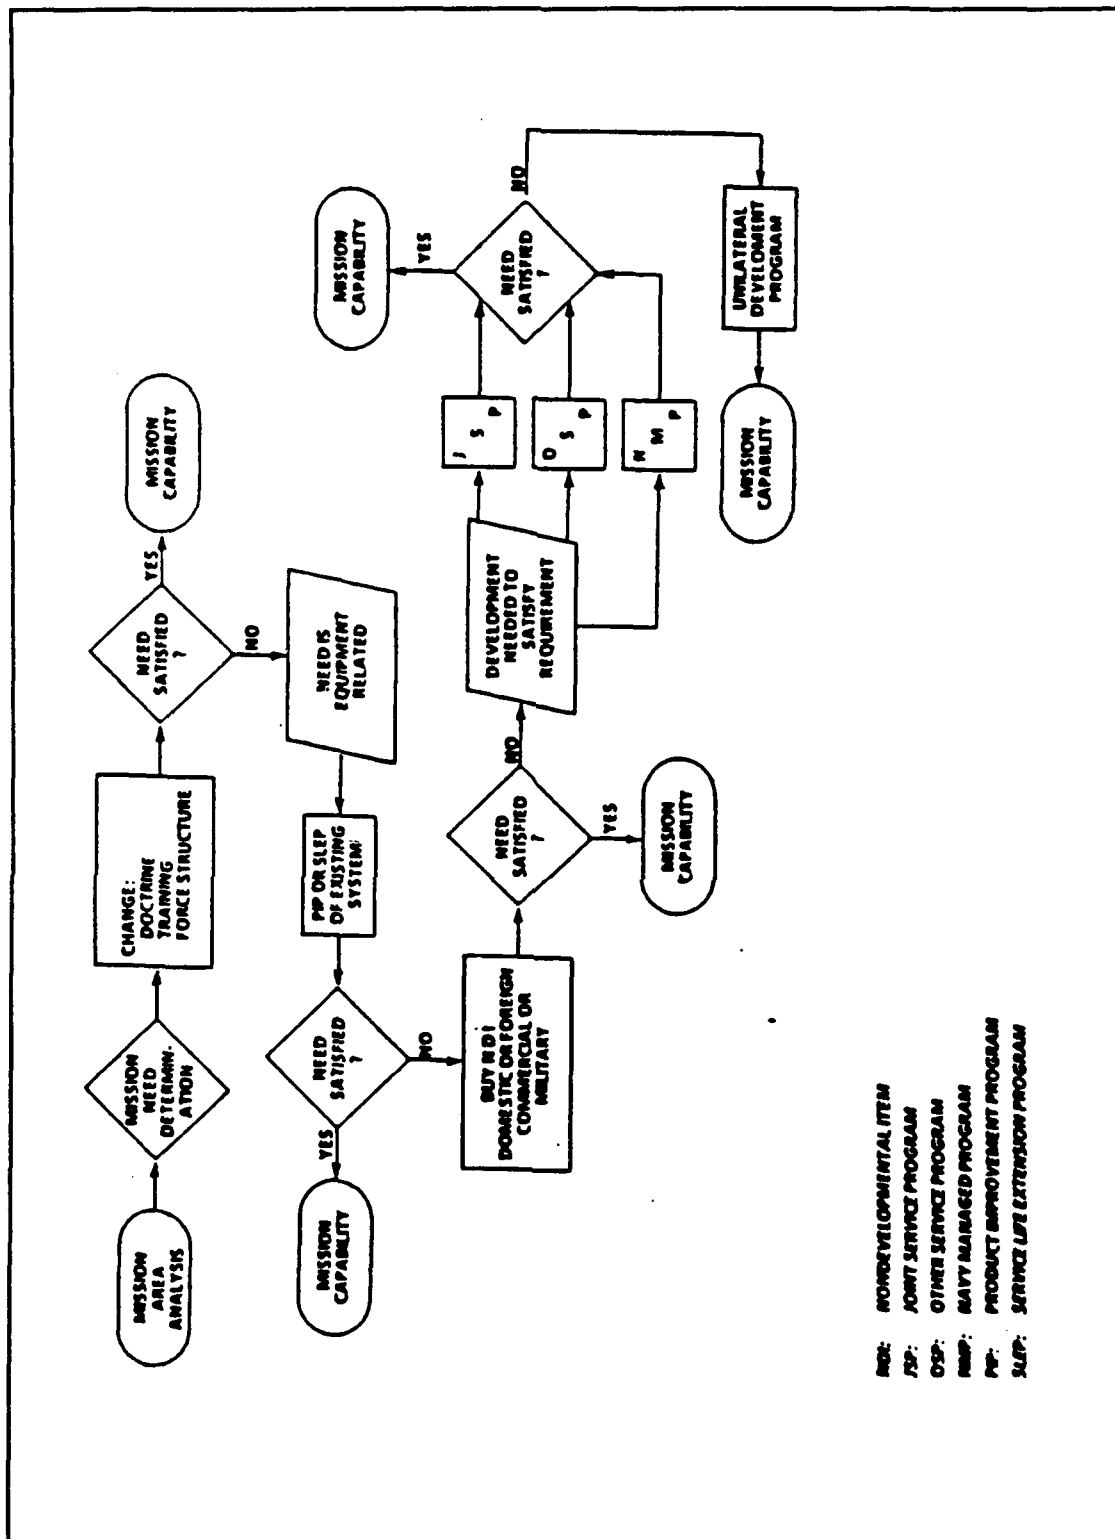 MISSION
AREA
ANALYSIS
MISSION
NEED
DETERMIN-
ATION
CHANGE:
DOCTRINE
TRAINING
FORCE STRUCTURE
NEED
SATISFIED
?
YES
MISSION
CAPABILITY
NO
NEED IS
EQUIPMENT
RELATED
PIP OR SLEP
OF EXISTING
SYSTEM:
NEED
SATISFIED
?
YES
MISSION
CAPABILITY
NO
BUY NDI
DOMESTIC OR FOREIGN
COMMERCIAL OR
MILITARY
NEED
SATISFIED
?
YES
MISSION
CAPABILITY
NO
DEVELOPMENT
NEEDED TO
SATISFY
REQUIREMENT
J
S
P
O
S
P
N
M
P
NEED
SATISFIED
?
YES
MISSION
CAPABILITY
NO
UNILATERAL
DEVELOMENT
PROGRAM
MISSION
CAPABILITY
NDI: NONDEVELOPMENTAL ITEM
JSP: JOINT SERVICE PROGRAM
OSP: OTHER SERVICE PROGRAM
NMP: NAVY MANAGED PROGRAM
PIP: PRODUCT IMPROVEMENT PROGRAM
SLEP: SERVICE LIFE EXTENSION PROGRAM